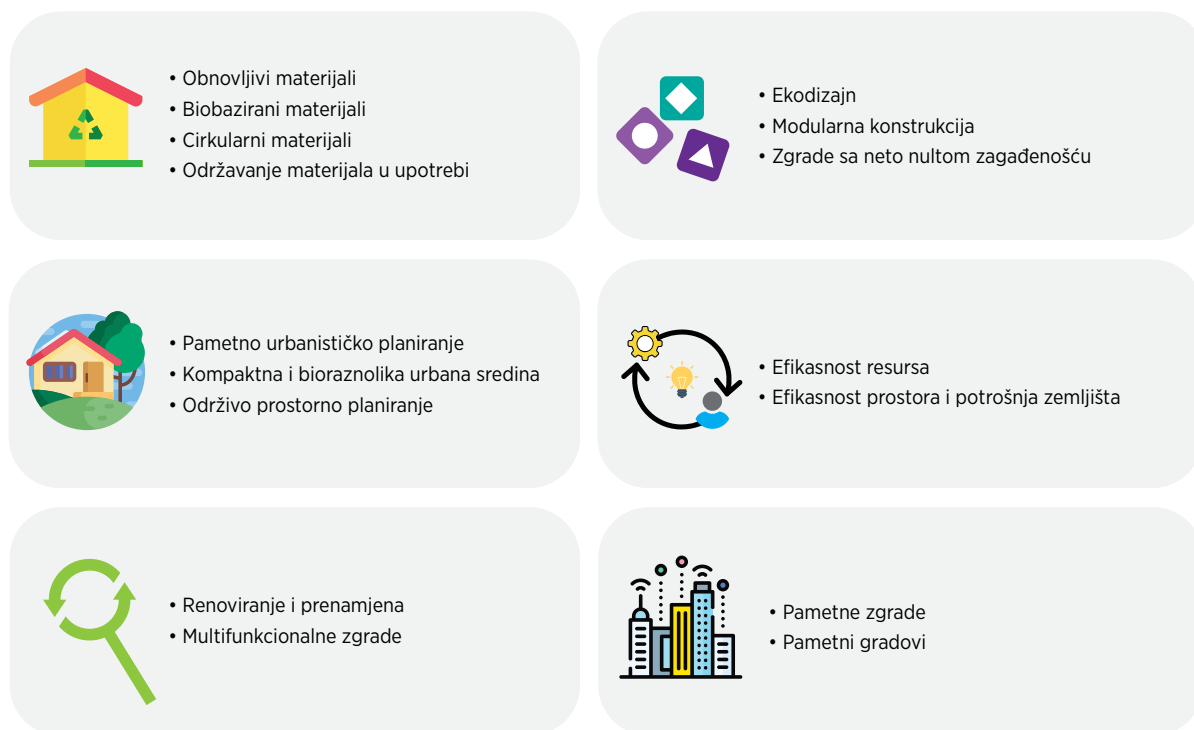 • Obnovljivi materijali
• Biobazirani materijali
• Cirkularni materijali
• Održavanje materijala u upotrebi
• Ekodizajn
• Modularna konstrukcija
• Zgrade sa neto nultom zagađenošću
• Pametno urbanističko planiranje
• Kompaktna i bioraznolika urbana sredina
• Održivo prostorno planiranje
• Efikasnost resursa
• Efikasnost prostora i potrošnja zemljišta
• Renoviranje i prenamjena
• Multifunkcionalne zgrade
• Pametne zgrade
• Pametni gradovi